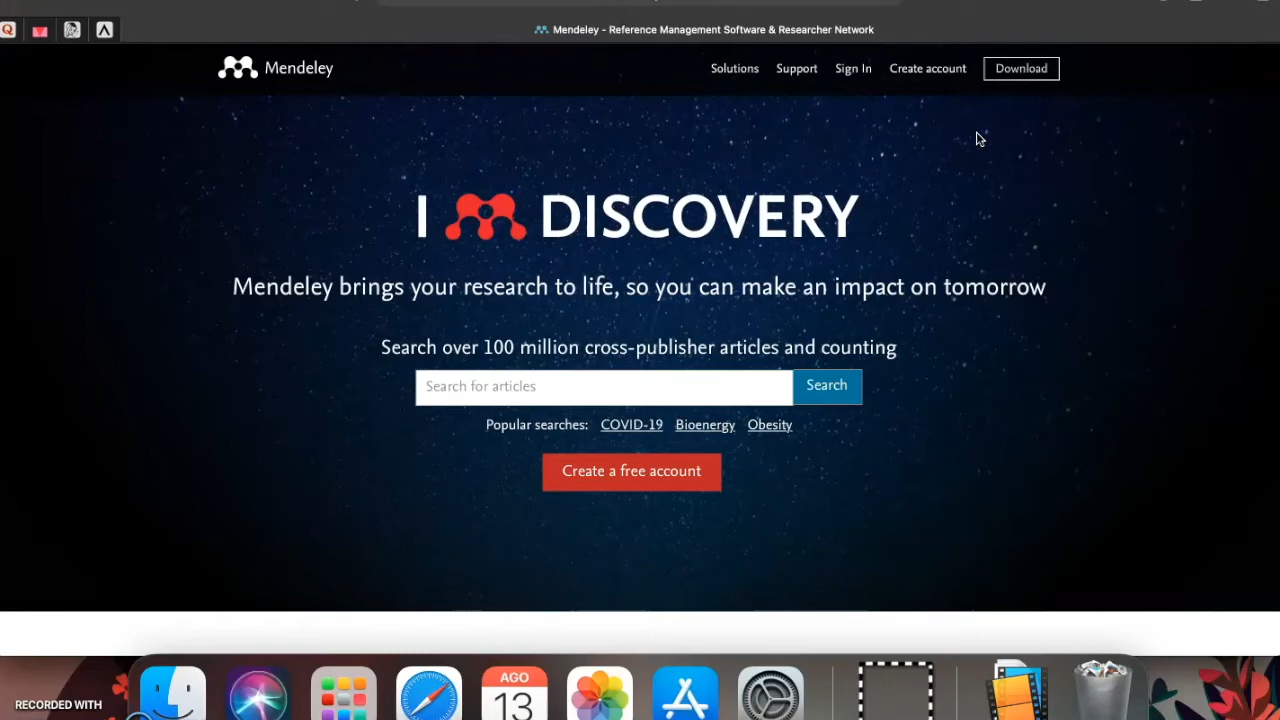 Mendeley - Reference Management Software & Researcher Network
Mendeley
Solutions Support Sign In Create account Download
I DISCOVERY
Mendeley brings your research to life, so you can make an impact on tomorrow
Search over 100 million cross-publisher articles and counting
Search for articles Search
Popular searches: COVID-19 Bioenergy Obesity
Create a free account
AGO
13
RECORDED WITH